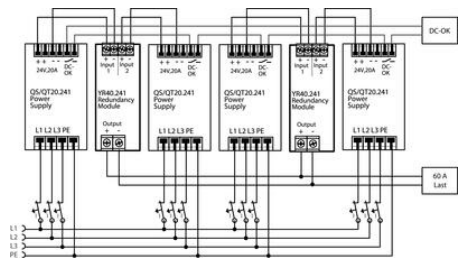 DC-OK
+ + - - DC-OK
24V,20A
QS/QT20.241
Power
Supply
L1 L2 L3 PE
+ - + -
Input Input
1 2
YR40.241
Redundancy
Module
Output
+ -
+ + - - DC-OK
24V,20A
QS/QT20.241
Power
Supply
L1 L2 L3 PE
+ + - - DC-OK
24V,20A
QS/QT20.241
Power
Supply
L1 L2 L3 PE
+ - + -
Input Input
1 2
YR40.241
Redundancy
Module
Output
+ -
+ + - - DC-OK
24V,20A
QS/QT20.241
Power
Supply
L1 L2 L3 PE
60 A
Last
L1
L2
L3
PE